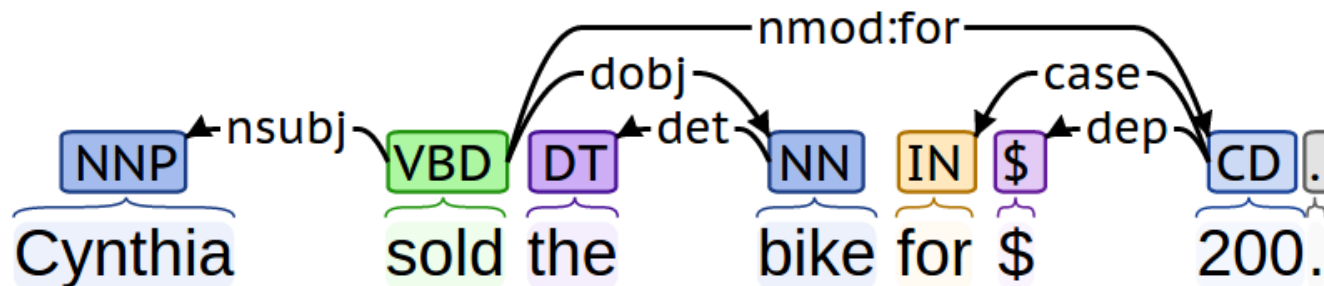 nmod:for
dobj case
nsubj det dep
NNP VBD DT NN IN $ CD .
Cynthia sold the bike for $ 200.